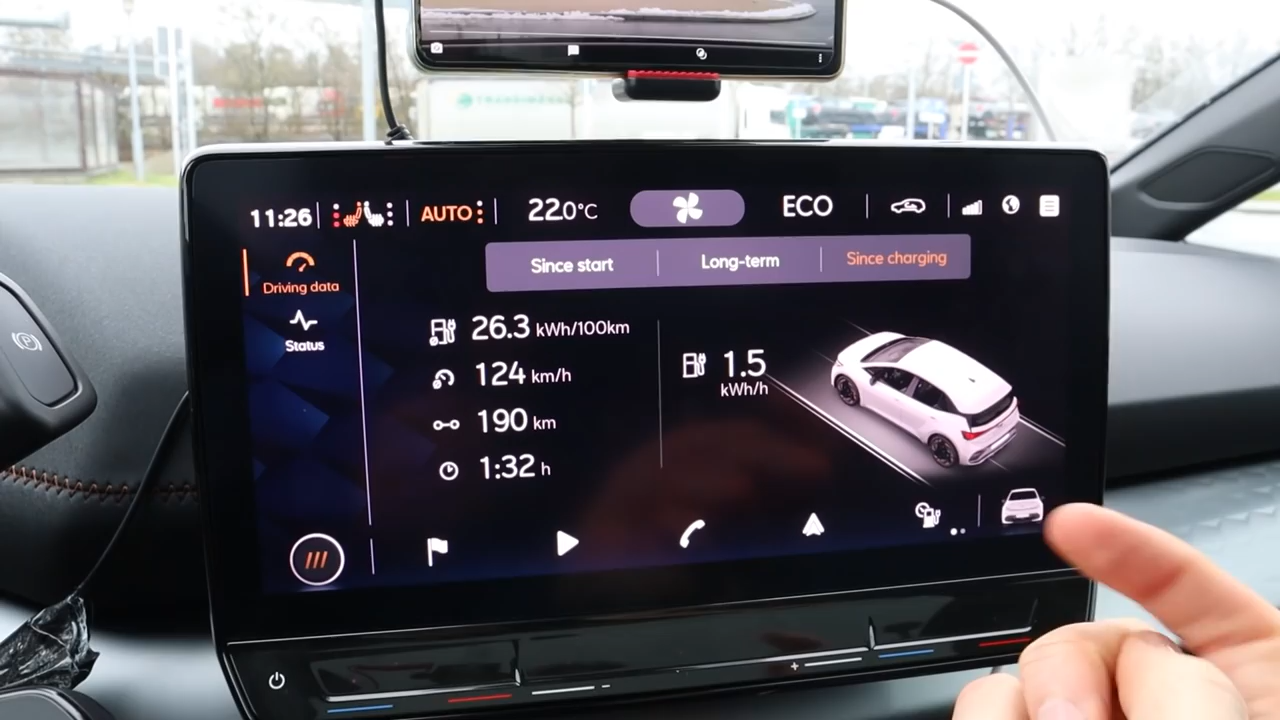 11:26 AUTO 22.0°C ECO
Since start Long-term Since charging
Driving data
Status
26.3 kWh/100km
124 km/h
190 km
1:32 h
1.5
kWh/h
P
+
-